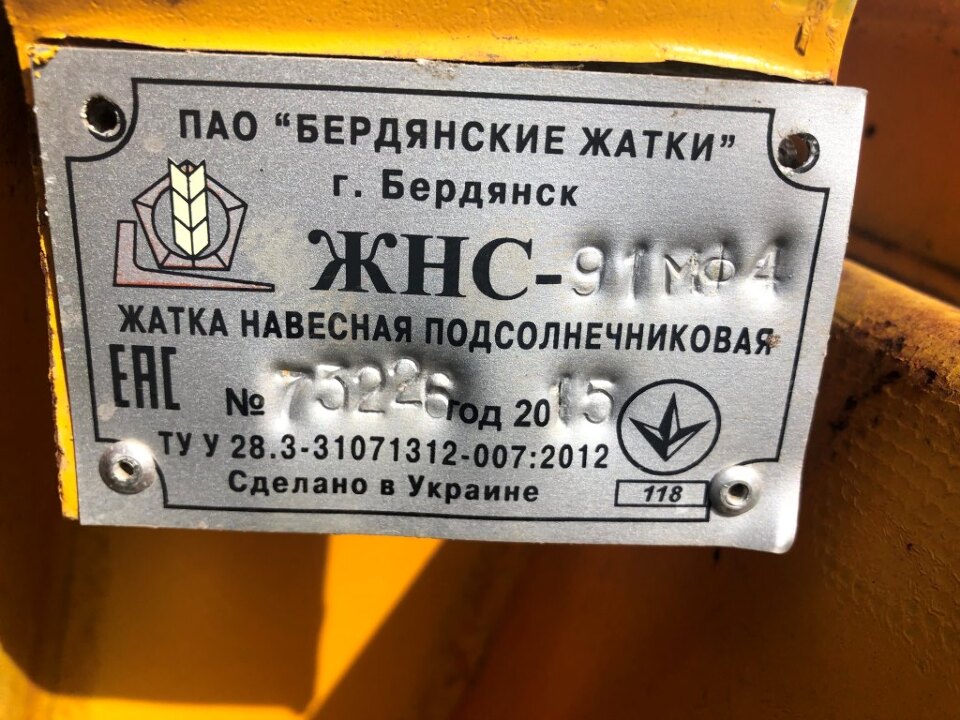 ПАО "БЕРДЯНСКИЕ ЖАТКИ"
г. Бердянск
ЖНС-91МФ4
ЖАТКА НАВЕСНАЯ ПОДСОЛНЕЧНИКОВАЯ
ЕАС № 75226 год 2015
ТУ У 28.3-31071312-007:2012
Сделано в Украине
118